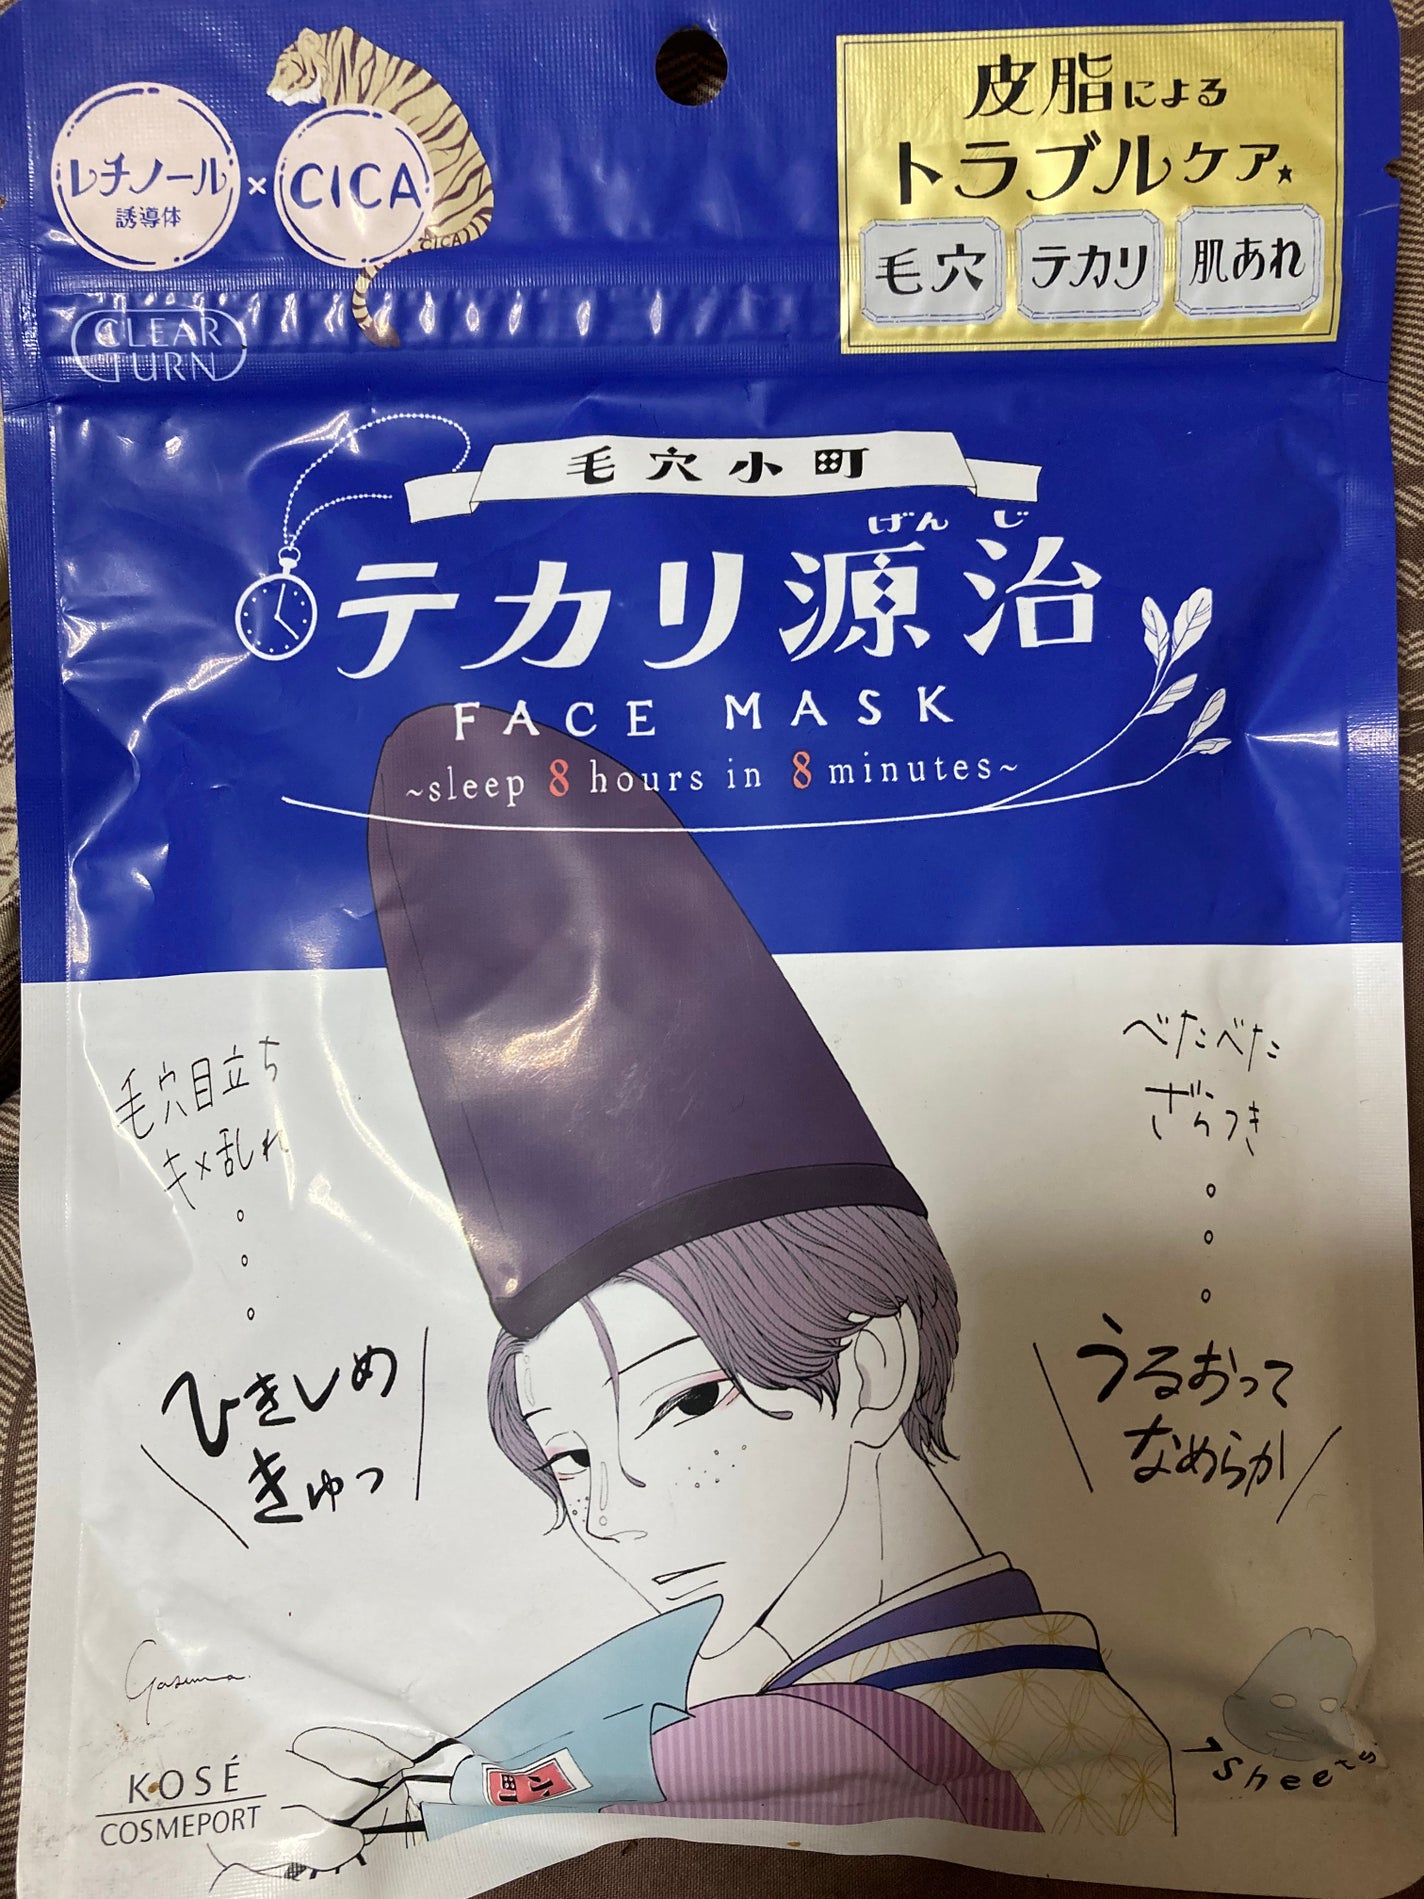 レチノール
誘導体
×
CICA
CICA
皮脂による
トラブルケア★
毛穴
テカリ
肌あれ
CLEAR
TURN
毛穴小町
げんじ
テカリ源治
FACE MASK
~sleep 8 hours in 8 minutes~
毛穴目立ち
キメ乱れ
。
。
。
ひきしめ
きゅっ
べたべた
ざらつき
。
。
。
うるおって
なめらか
KOSÉ
COSMEPORT
小町
7 Sheets